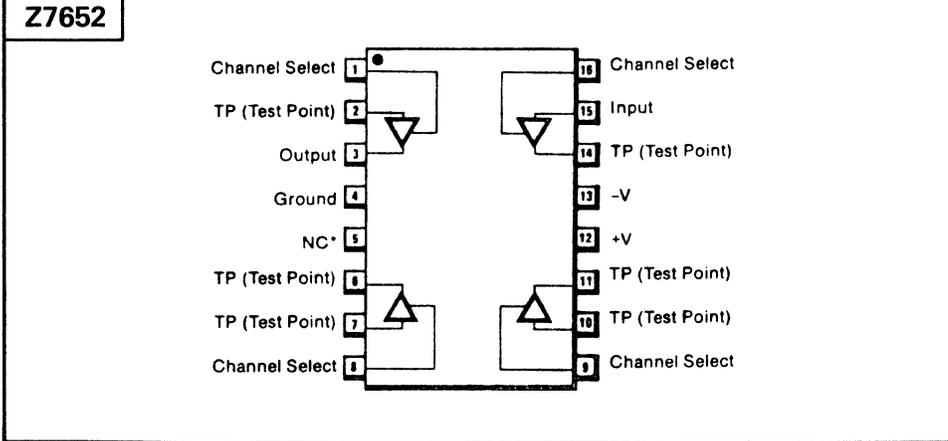 Z7652
Channel Select 1 16 Channel Select
TP (Test Point) 2 15 Input
Output 3 14 TP (Test Point)
Ground 4 13 -V
NC* 5 12 +V
TP (Test Point) 6 11 TP (Test Point)
TP (Test Point) 7 10 TP (Test Point)
Channel Select 8 9 Channel Select